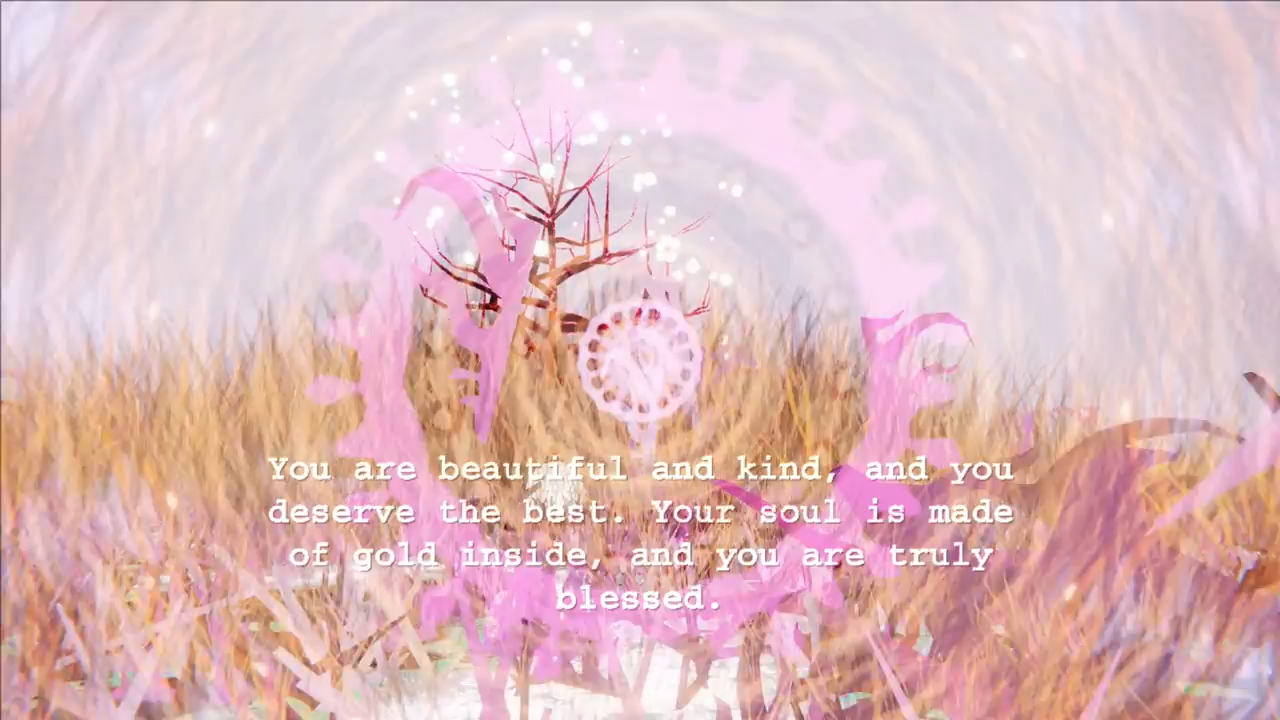 You are beautiful and kind, and you
deserve the best. Your soul is made
of gold inside, and you are truly
blessed.